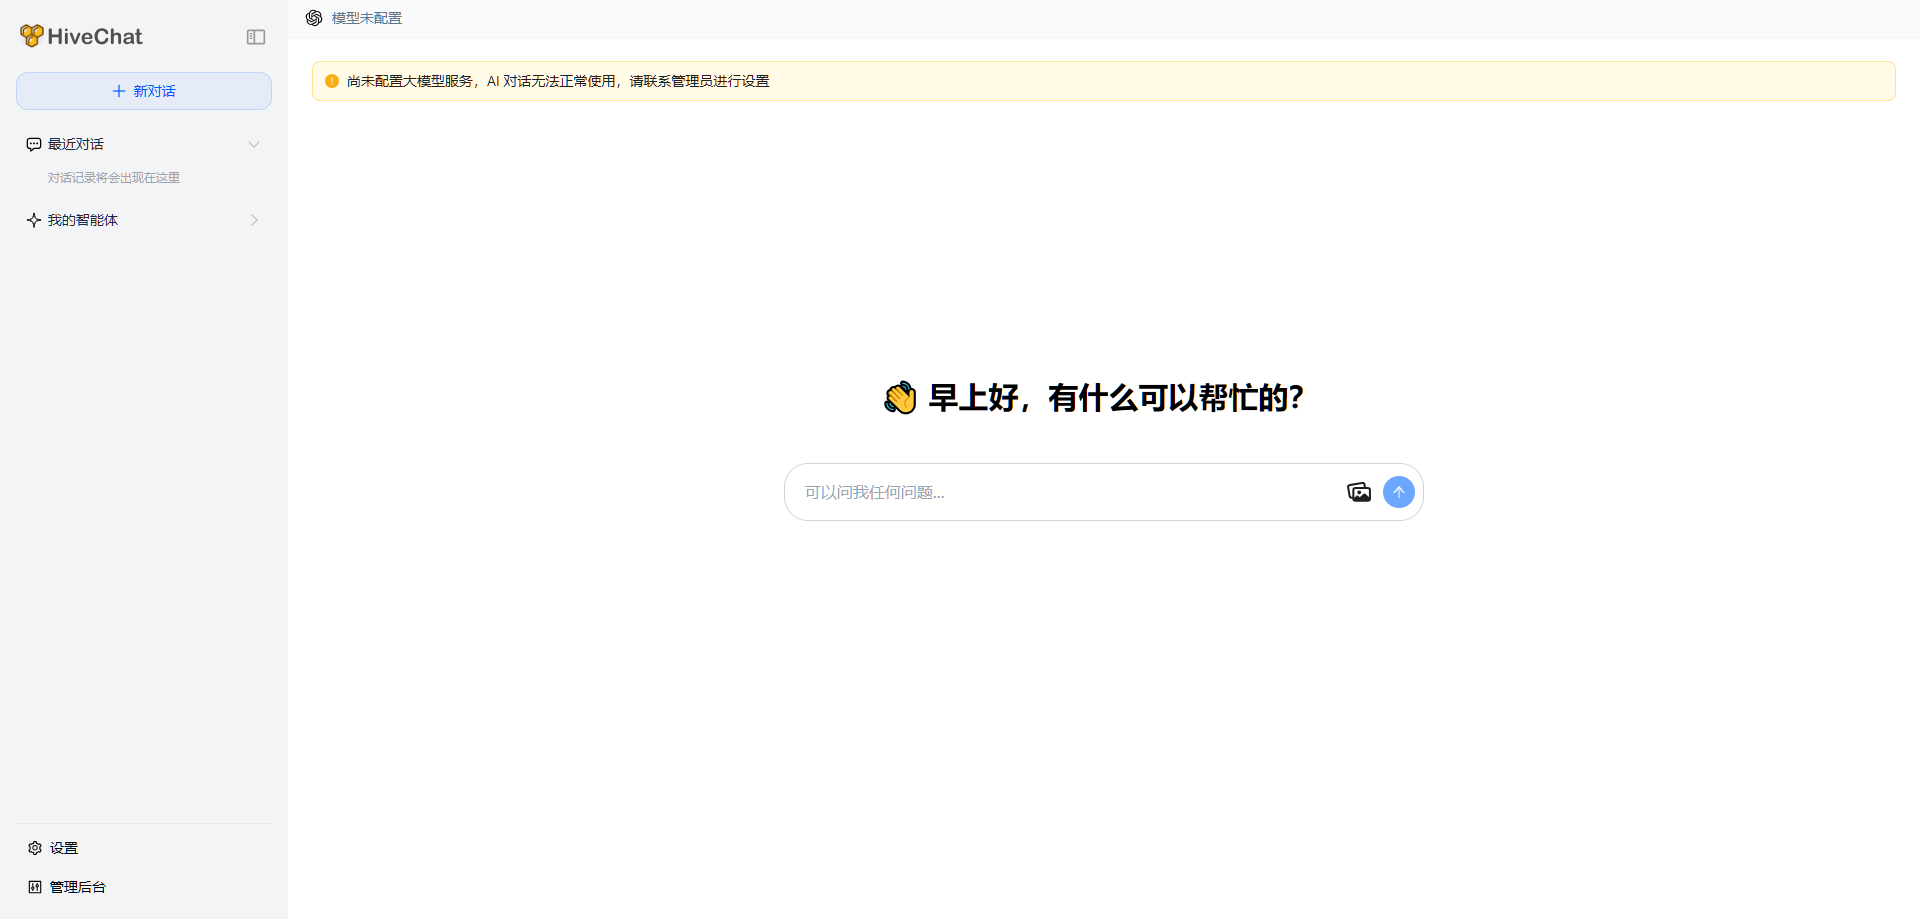 HiveChat
新对话
最近对话
对话记录将会出现在这里
我的智能体
设置
管理后台
模型未配置
尚未配置大模型服务，AI 对话无法正常使用，请联系管理员进行设置
👋 早上好，有什么可以帮忙的？
可以问我任何问题...